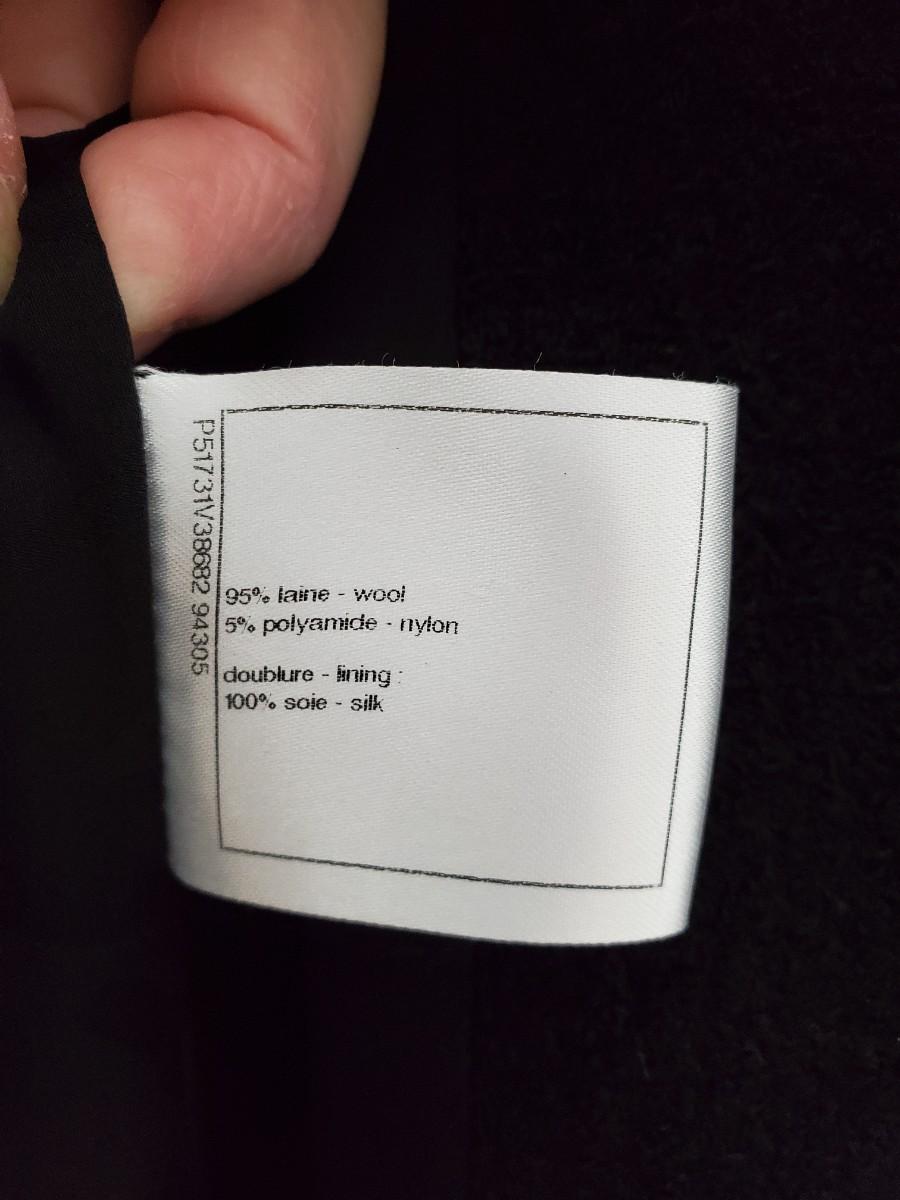 P51731V38682 94305
95% laine - wool
5% polyamide - nylon
doublure - lining :
100% soie - silk